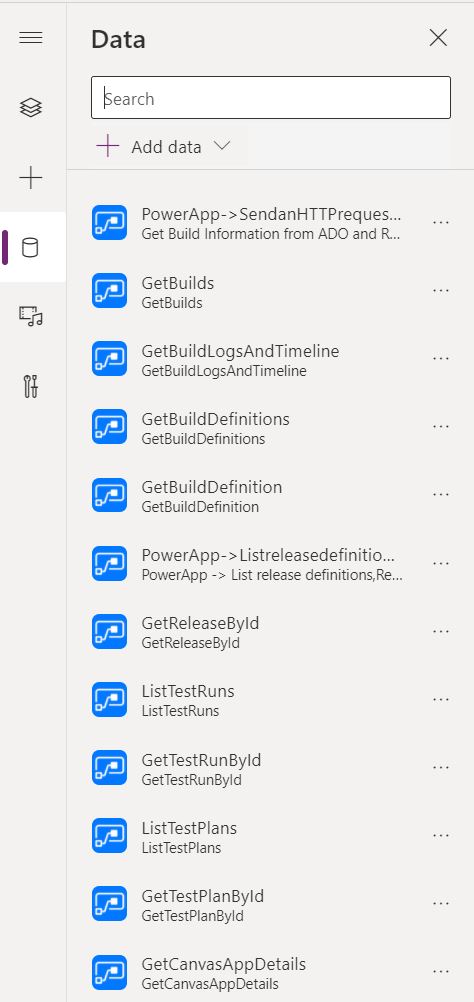 Data
Search
Add data
PowerApp->SendanHTTPreques...
Get Build Information from ADO and R...
GetBuilds
GetBuilds
GetBuildLogsAndTimeline
GetBuildLogsAndTimeline
GetBuildDefinitions
GetBuildDefinitions
GetBuildDefinition
GetBuildDefinition
PowerApp->Listreleasedefinitio...
PowerApp -> List release definitions,Re...
GetReleaseById
GetReleaseById
ListTestRuns
ListTestRuns
GetTestRunById
GetTestRunById
ListTestPlans
ListTestPlans
GetTestPlanById
GetTestPlanById
GetCanvasAppDetails
GetCanvasAppDetails